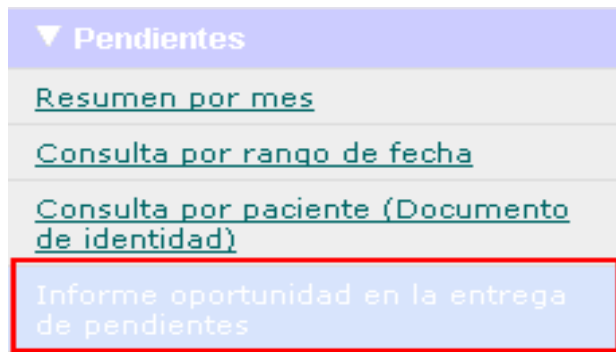 ▼ Pendientes
Resumen por mes
Consulta por rango de fecha
Consulta por paciente (Documento
de identidad)
Informe oportunidad en la entrega
de pendientes